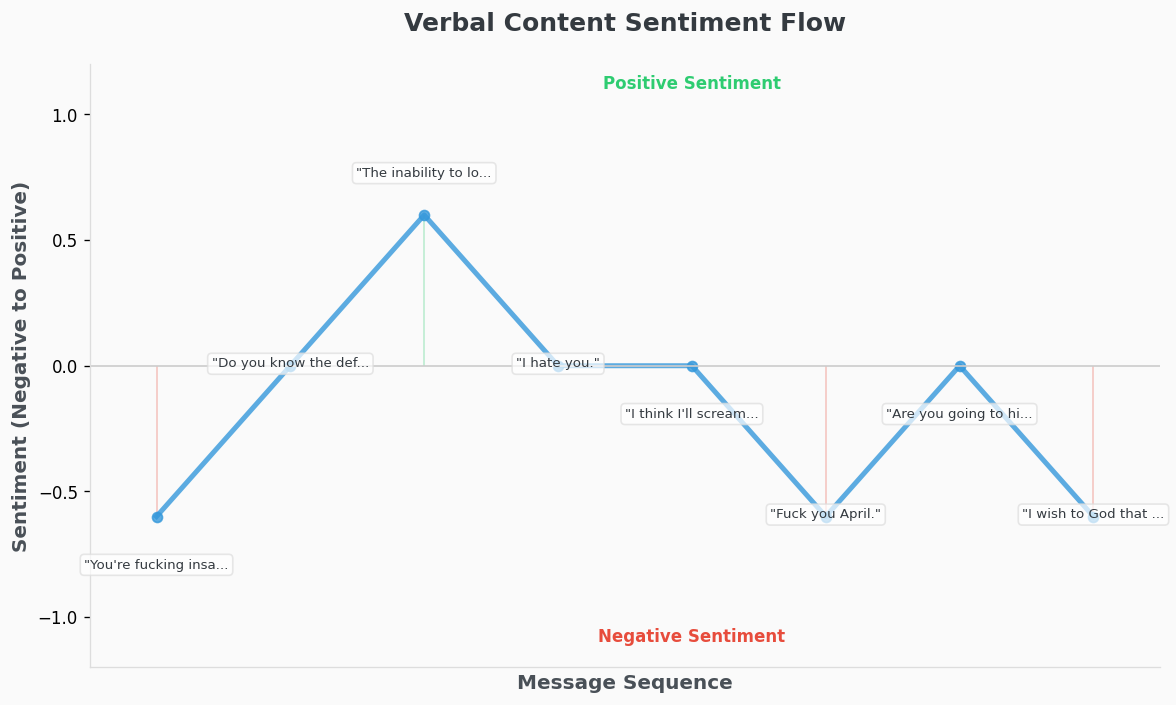 Verbal Content Sentiment Flow
Positive Sentiment
1.0
"The inability to lo...
0.5
Sentiment (Negative to Positive)
0.0
"Do you know the def...
"I hate you."
"I think I'll scream...
"Are you going to hi...
−0.5
"Fuck you April."
"I wish to God that ...
"You're fucking insa...
−1.0
Negative Sentiment
Message Sequence